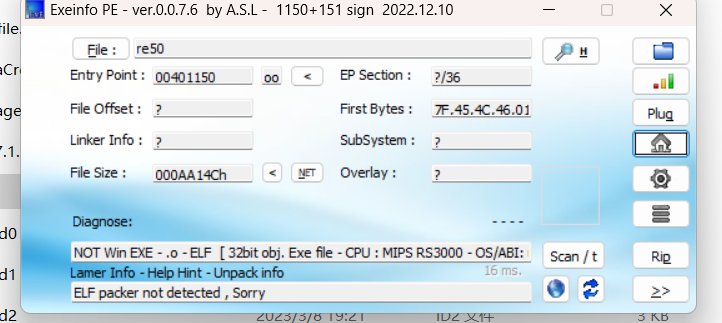 Exeinfo PE - ver.0.0.7.6 by A.S.L - 1150+151 sign 2022.12.10
File : re50 H
Entry Point : 00401150 oo < EP Section : ?/36
File Offset : ? First Bytes : 7F.45.4C.46.01
Plug
Linker Info : ? SubSystem : ?
File Size : 000AA14Ch < NET Overlay : ?
Diagnose: - - - -
NOT Win EXE - .o - ELF [ 32bit obj. Exe file - CPU : MIPS RS3000 - OS/ABI: Scan / t Rip
Lamer Info - Help Hint - Unpack info 16 ms.
ELF packer not detected , Sorry >>
file.
aCre
age
7.1.
d0
d1
d2 2023/3/8 19:21 ID2 文件 3 KB